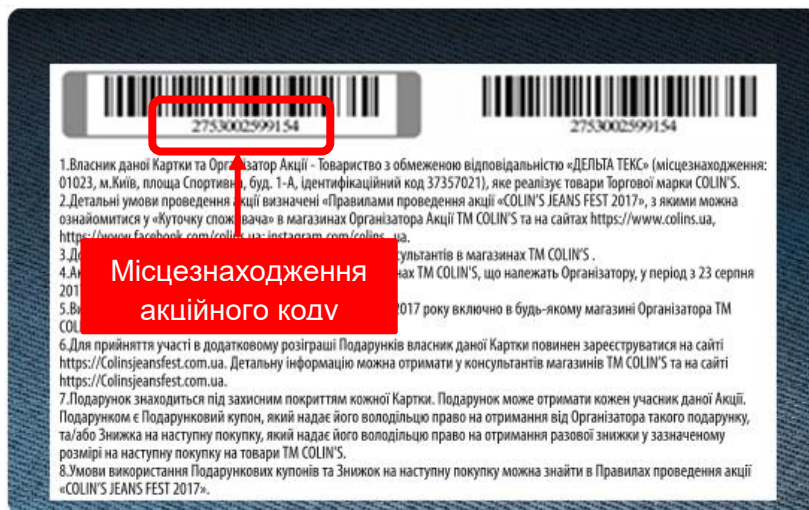 2753002599154 2753002599154
1.Власник даної Картки та Організатор Акції - Товариство з обмеженою відповідальністю «ДЕЛЬТА ТЕКС» (місцезнаходження:
01023, м.Київ, площа Спортивна, буд. 1-А, ідентифікаційний код 37357021), яке реалізує товари Торгової марки COLIN'S.
2.Детальні умови проведення акції визначені «Правилами проведення акції «COLIN'S JEANS FEST 2017», з якими можна
ознайомитися у «Куточку споживача» в магазинах Організатора Акції ТМ COLIN'S та на сайтах https://www.colins.ua,
https://www.facebook.com/colins.ua; instagram.com/colins_ua.
в магазинах ТМ COLIN'S .
ТМ COLIN'S, що належать Організатору, у період з 23 серпня
2017 року включно в будь-якому магазині Організатора ТМ
Місцезнаходження
акційного коду
6.Для прийняття участі в додатковому розіграші Подарунків власник даної Картки повинен зареєструватися на сайті
https://Colinsjeansfest.com.ua. Детальну інформацію можна отримати у консультантів магазинів ТМ COLIN'S та на сайті
https://Colinsjeansfest.com.ua.
7.Подарунок знаходиться під захисним покриттям кожної Картки. Подарунок може отримати кожен учасник даної Акції.
Подарунком є Подарунковий купон, який надає його володільцю право на отримання від Організатора такого подарунку,
та/або Знижка на наступну покупку, який надає його володільцю право на отримання разової знижки у зазначеному
розмірі на наступну покупку на товари ТМ COLIN'S.
8.Умови використання Подарункових купонів та Знижок на наступну покупку можна знайти в Правилах проведення акції
«COLIN'S JEANS FEST 2017».